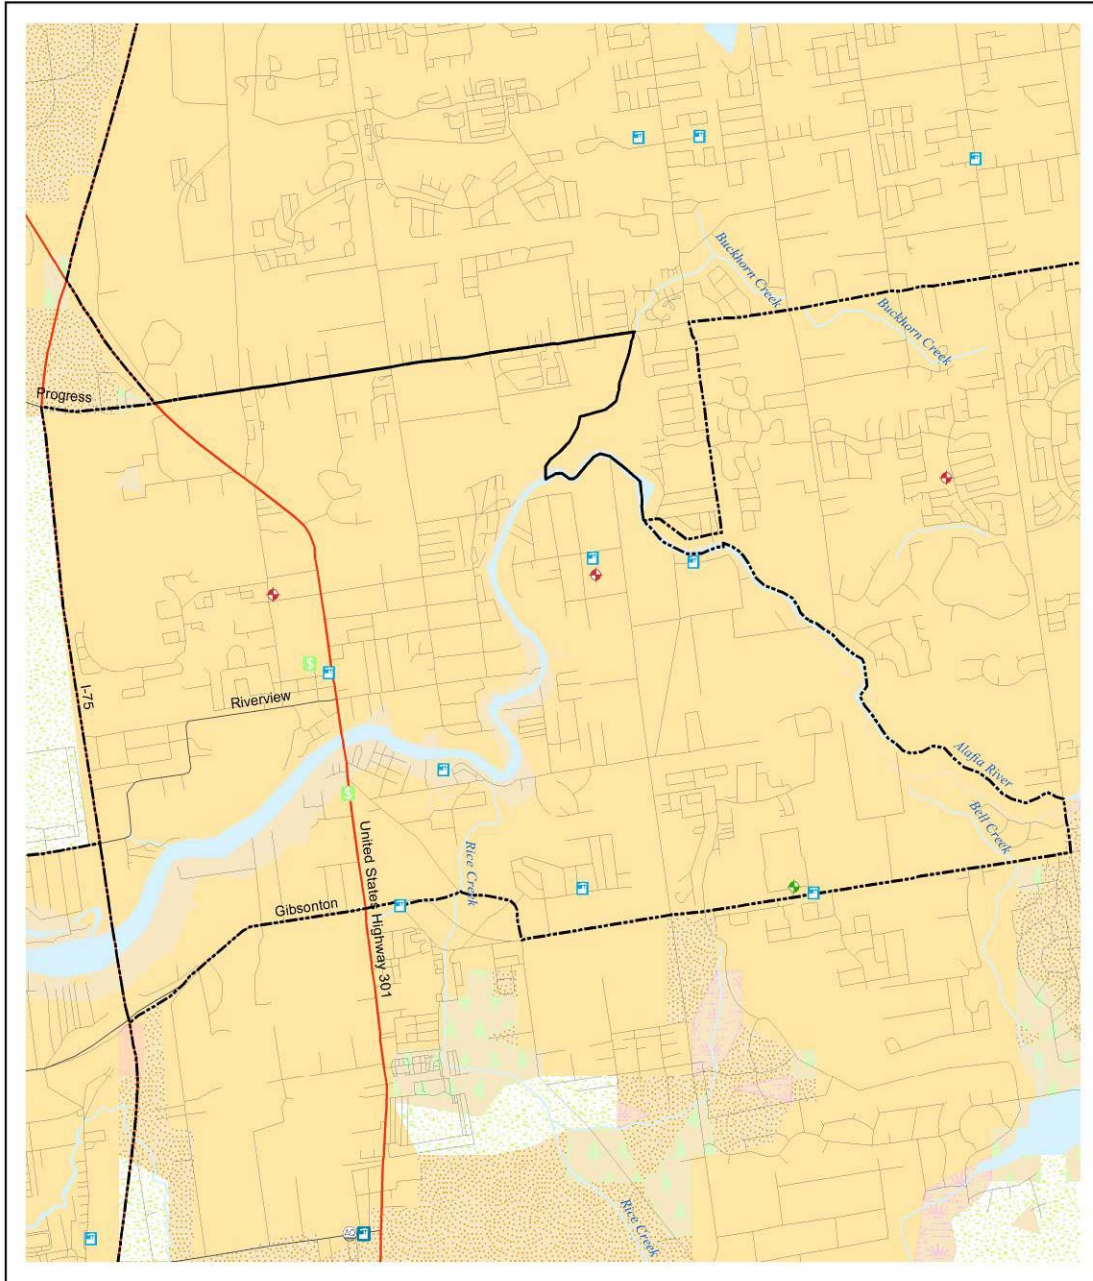 Buckhorn Creek
Buckhorn Creek
Progress
I-75
Riverview
Alafia River
Bell Creek
Rice Creek
United States Highway 301
Gibsonton
Rice Creek
$
$
AG